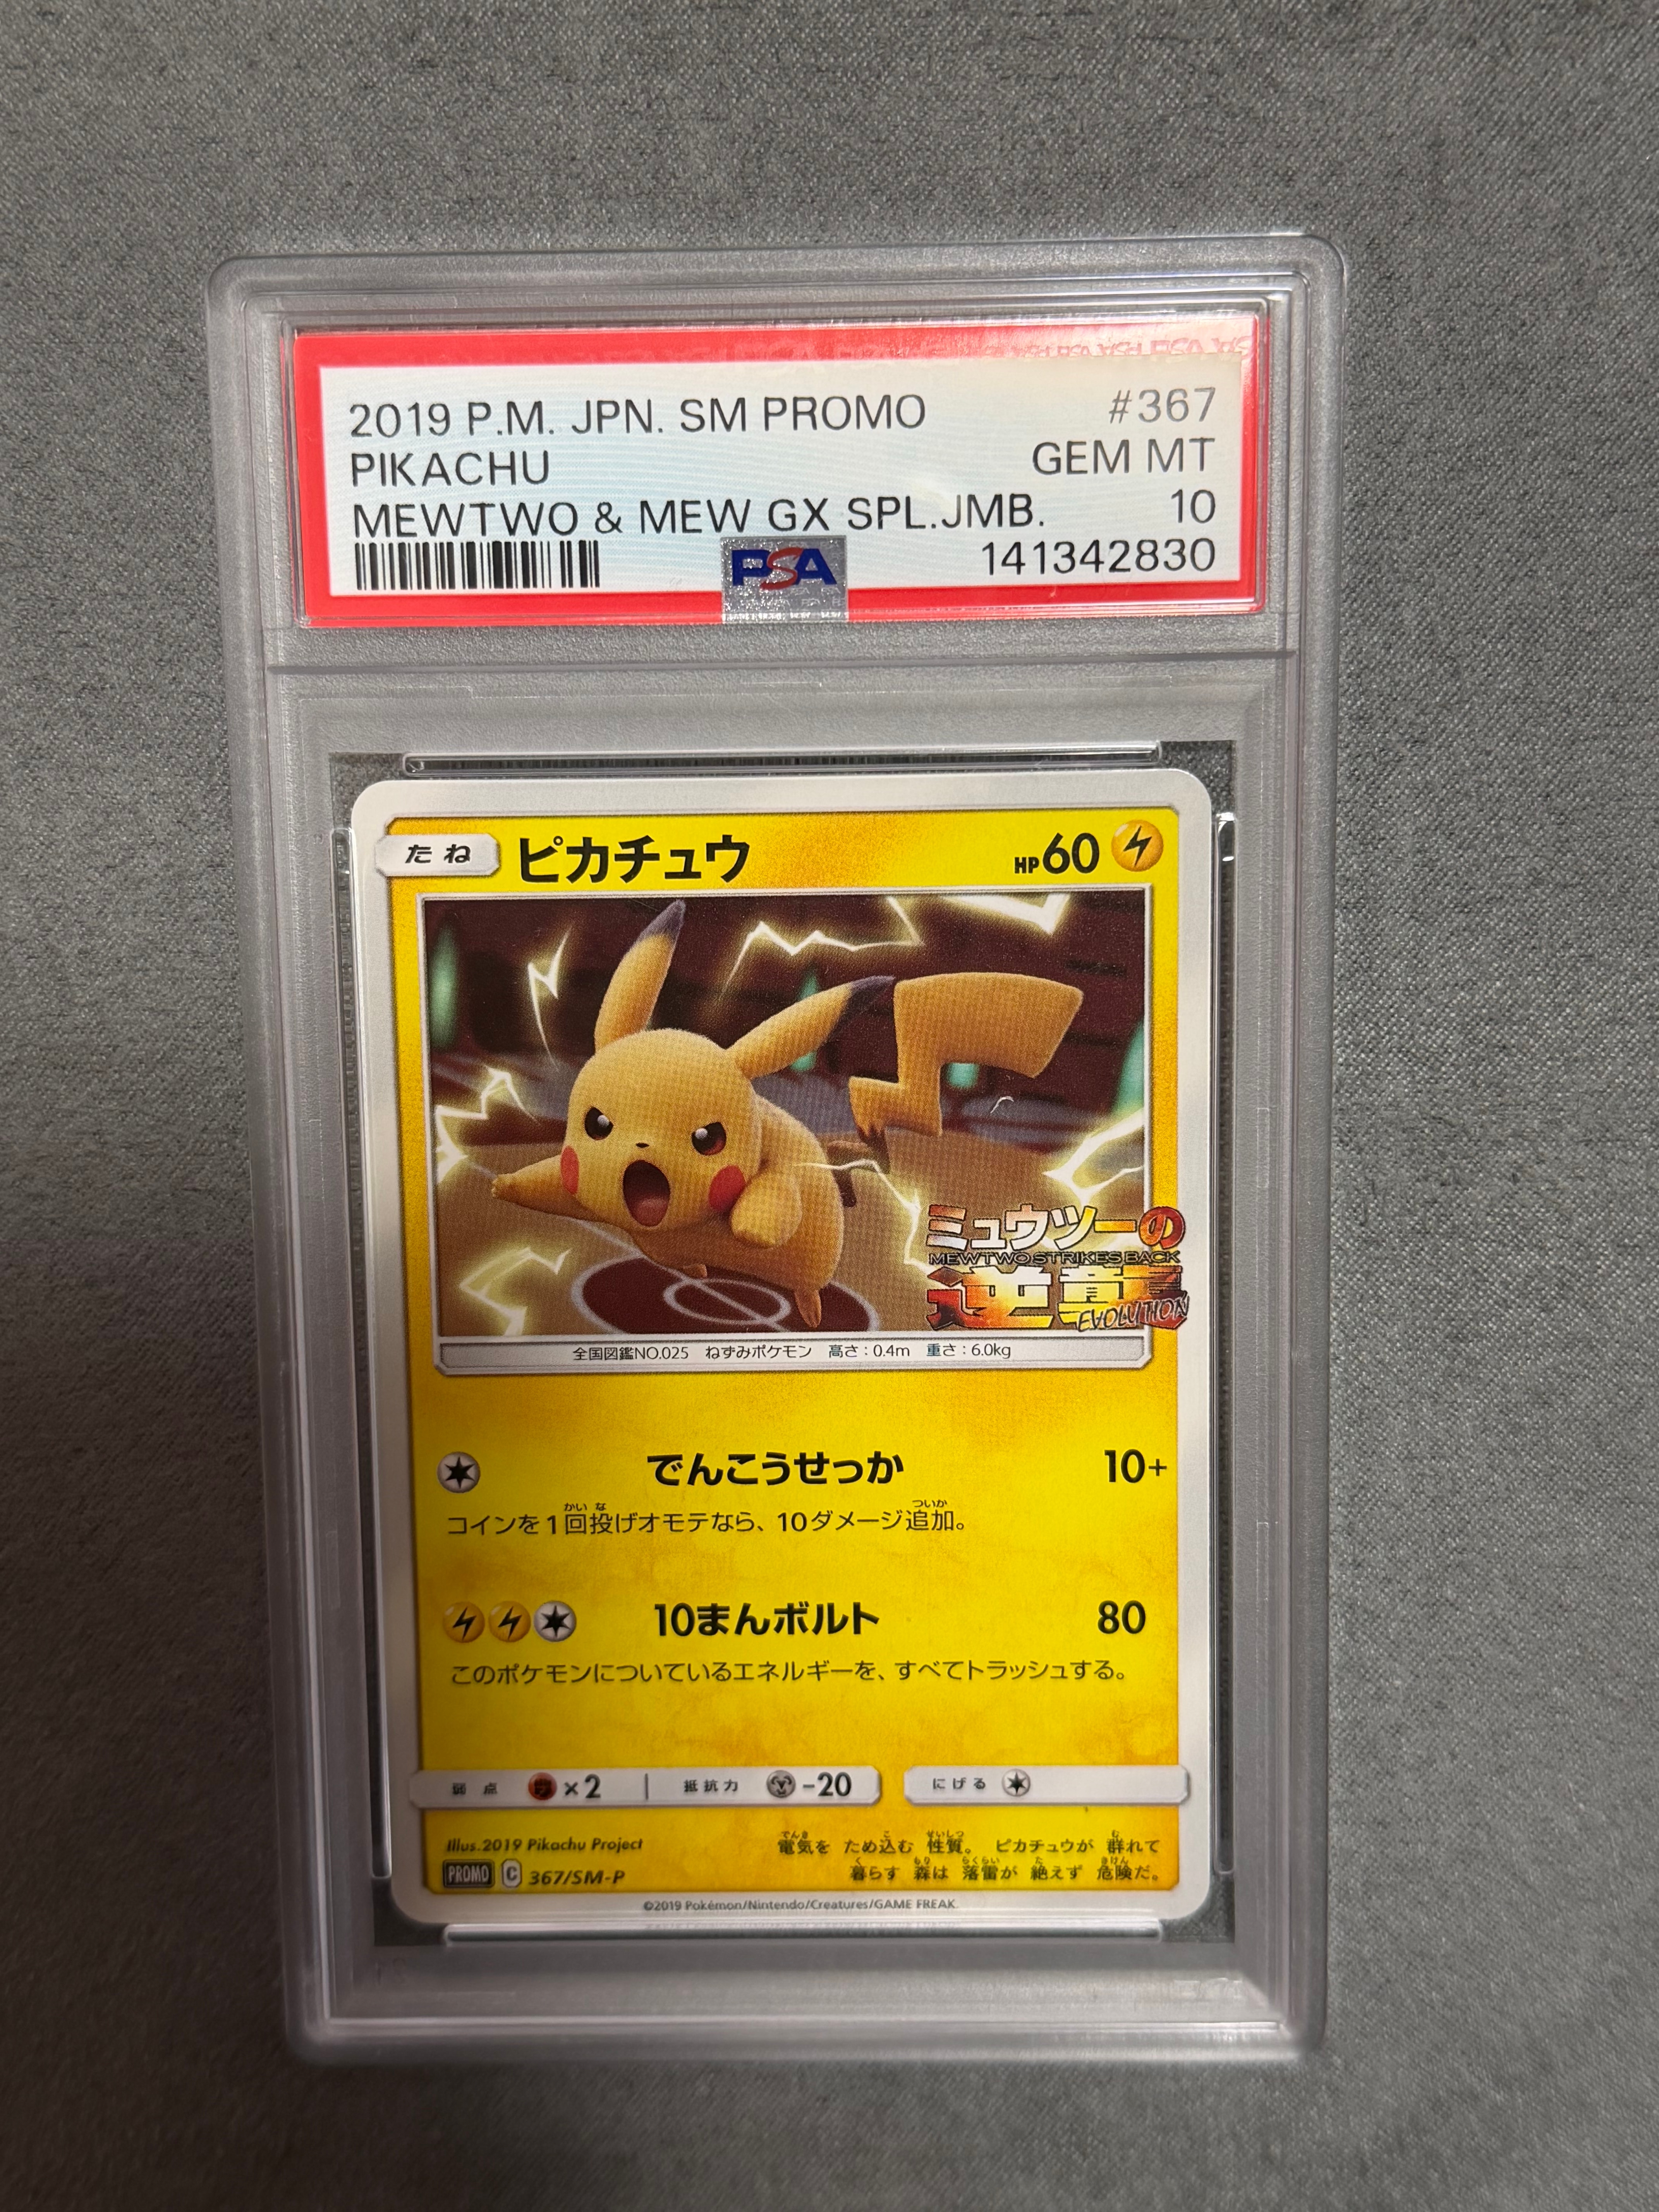 2019 P.M. JPN. SM PROMO #367
PIKACHU GEM MT
MEWTWO & MEW GX SPL.JMB. 10
PSA 141342830
たね ピカチュウ HP60
ミュウツーの
MEWTWO STRIKES BACK
逆襲
EVOLUTION
全国図鑑NO.025 ねずみポケモン 高さ:0.4m 重さ:6.0kg
でんこうせっか 10+
コインを1回投げオモテなら、10ダメージ追加。
10まんボルト 80
このポケモンについているエネルギーを、すべてトラッシュする。
弱点 ×2 抵抗力 -20 にげる
Illus.2019 Pikachu Project
電気を ため込む 性質。 ピカチュウが 群れて
暮らす 森は 落雷が 絶えず 危険だ。
PROMO C 367/SM-P
©2019 Pokémon/Nintendo/Creatures/GAME FREAK.